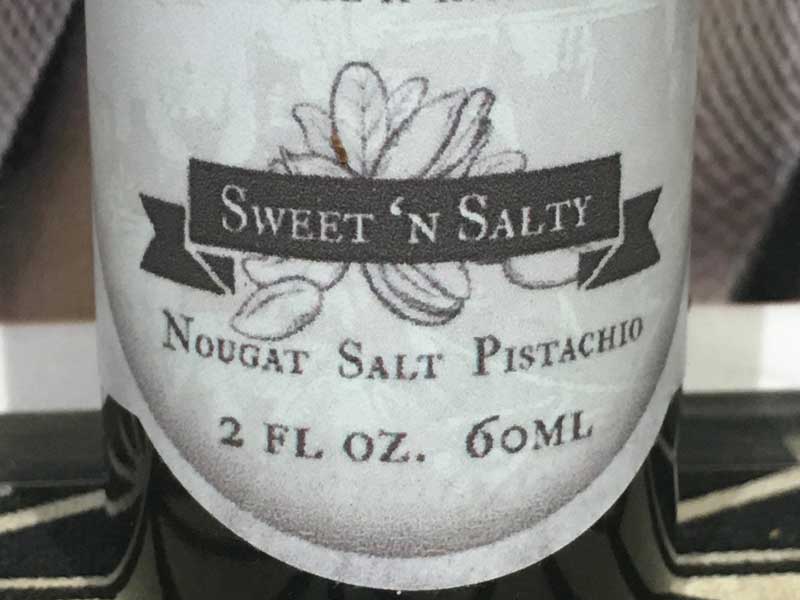 SWEET 'N SALTY
NOUGAT SALT PISTACHIO
2 FL OZ. 60ML